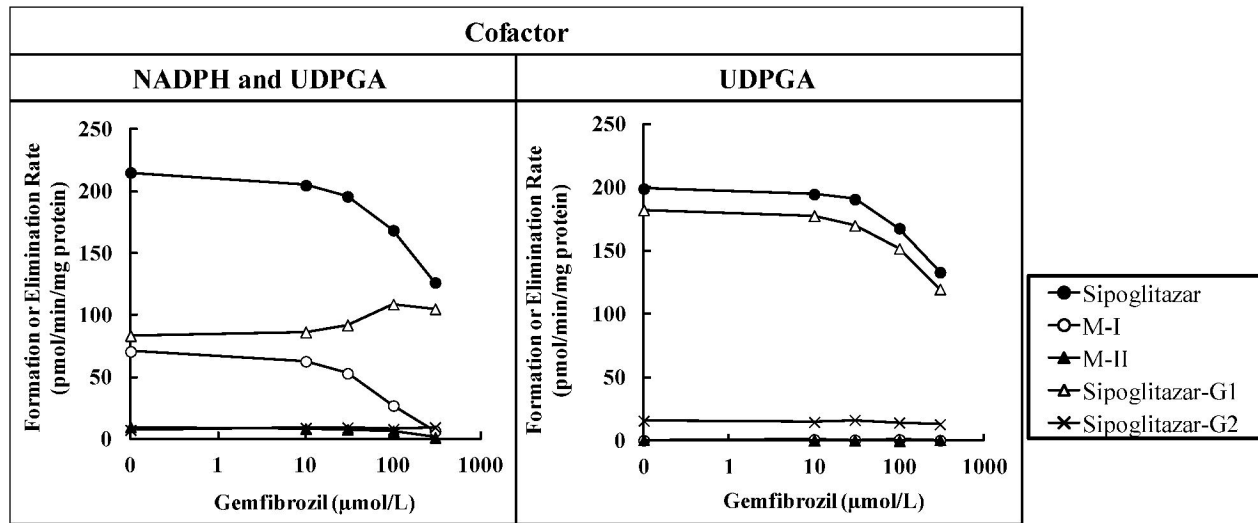 Cofactor
NADPH and UDPGA
UDPGA
Formation or Elimination Rate
(pmol/min/mg protein)
250
200
150
100
50
0
0
1
10
100
1000
Gemfibrozil (µmol/L)
Formation or Elimination Rate
(pmol/min/mg protein)
250
200
150
100
50
0
0
1
10
100
1000
Gemfibrozil (µmol/L)
Sipoglitazar
M-I
M-II
Sipoglitazar-G1
Sipoglitazar-G2